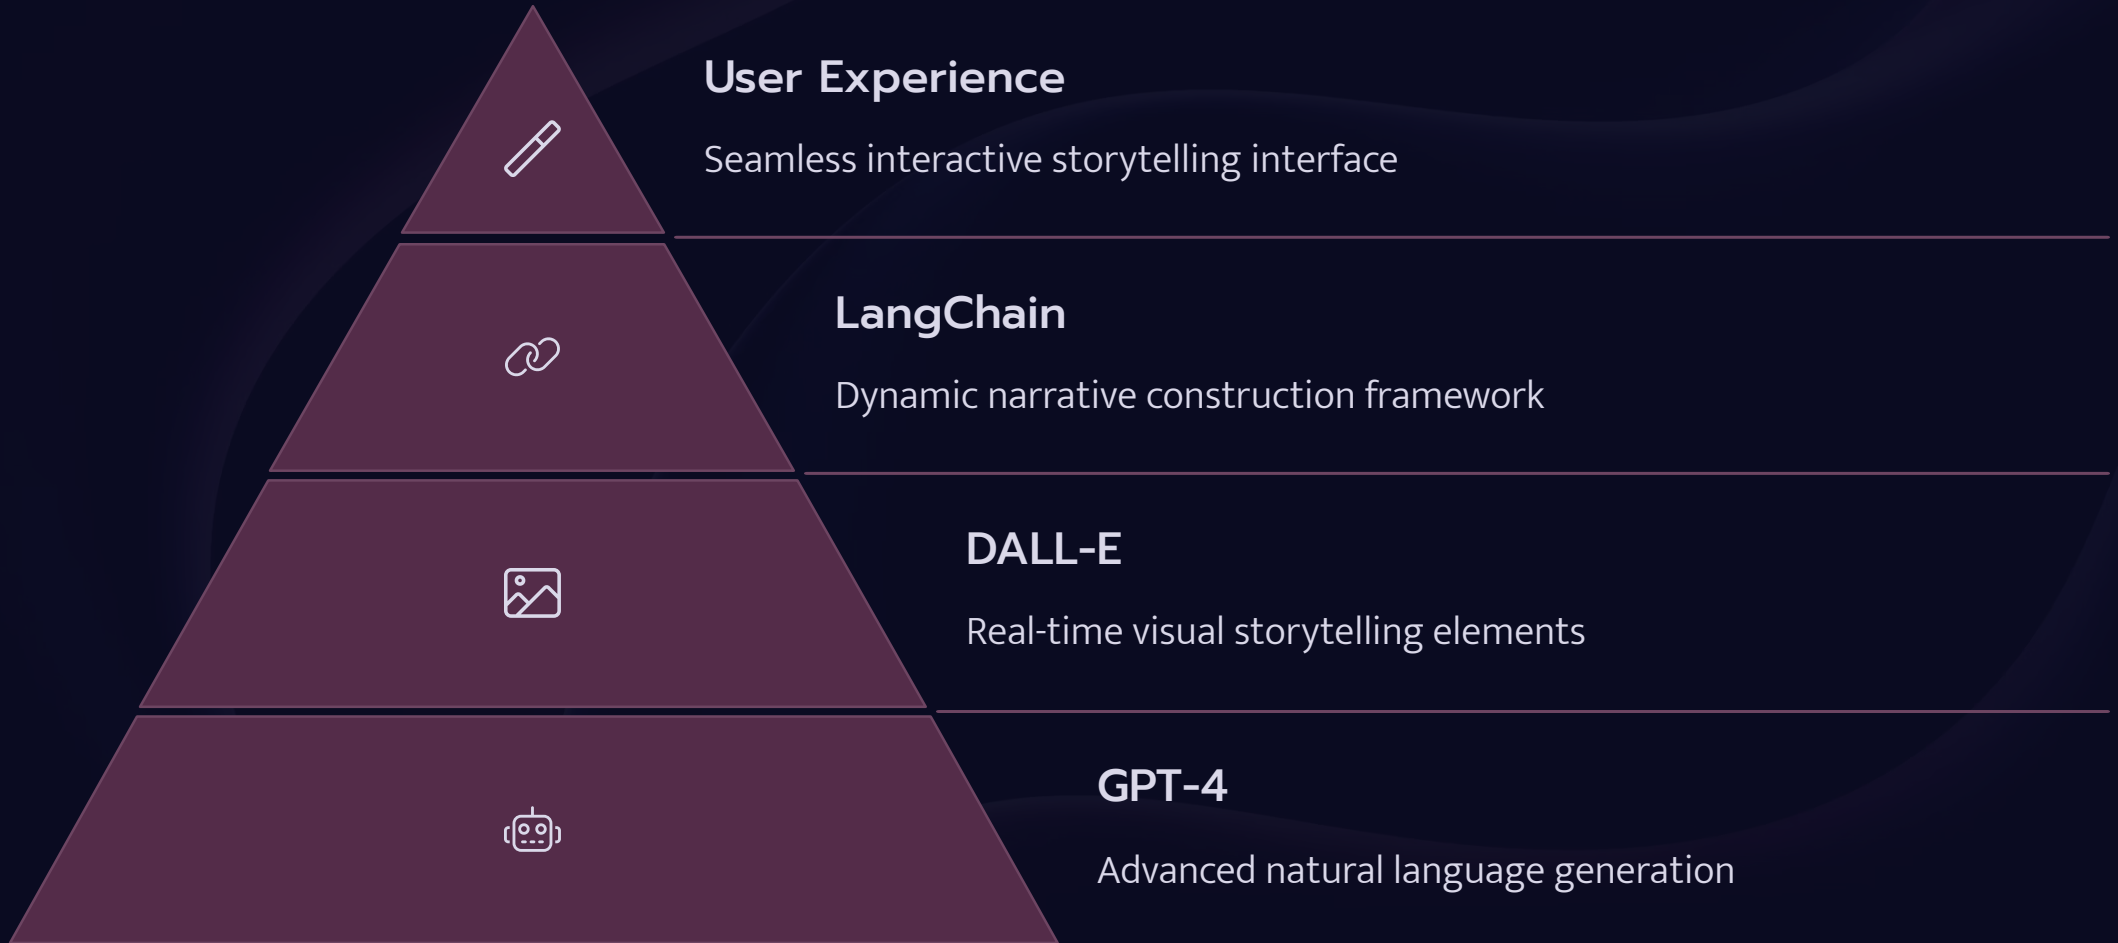 User Experience
Seamless interactive storytelling interface
LangChain
Dynamic narrative construction framework
DALL-E
Real-time visual storytelling elements
GPT-4
Advanced natural language generation